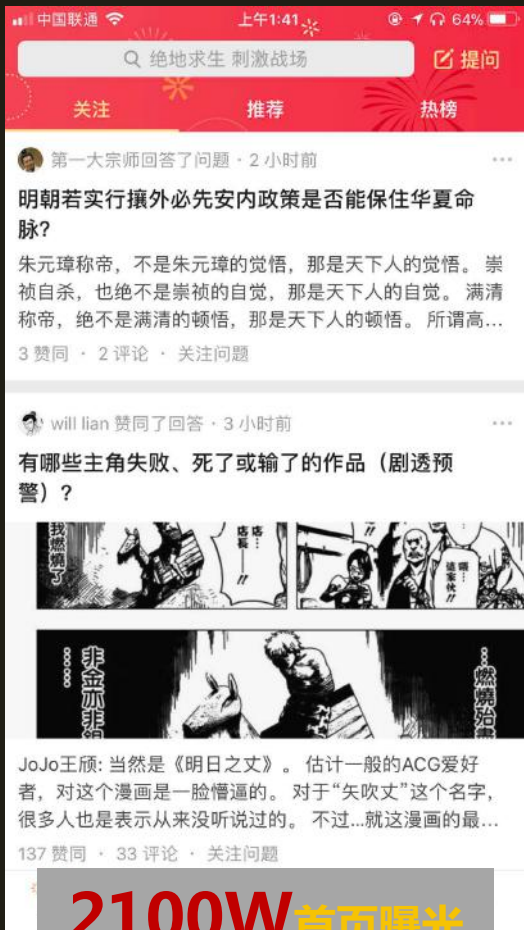 中国联通 上午1:41 64%
绝地求生 刺激战场 提问
关注 推荐 热榜
第一大宗师回答了问题 · 2 小时前
明朝若实行攘外必先安内政策是否能保住华夏命
脉？
朱元璋称帝，不是朱元璋的觉悟，那是天下人的觉悟。 崇
祯自杀，也绝不是崇祯的自觉，那是天下人的自觉。 满清
称帝，绝不是满清的顿悟，那是天下人的顿悟。 所谓高...
3 赞同 · 2 评论 · 关注问题
will lian 赞同了回答 · 3 小时前
有哪些主角失败、死了或输了的作品（剧透预
警）？
我燃燒了
店…
店長——!!
!!
這家伙!!
……非金亦非銀
…燃燒殆盡
JoJo王颀: 当然是《明日之丈》。 估计一般的ACG爱好
者，对这个漫画是一脸懵逼的。 对于“矢吹丈”这个名字，
很多人也是表示从来没听说过的。 不过...就这漫画的最...
137 赞同 · 33 评论 · 关注问题
2100W首页曝光